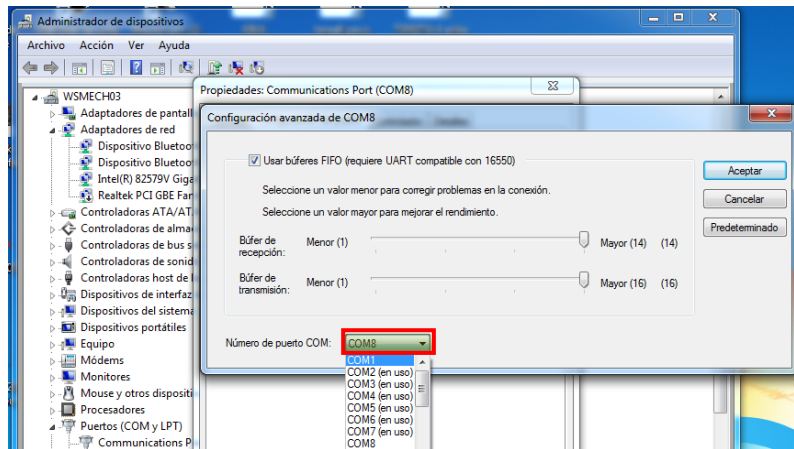 Administrador de dispositivos
Archivo Acción Ver Ayuda
WSMECH03
Adaptadores de pantall
Adaptadores de red
Dispositivo Bluetoo
Dispositivo Bluetoo
Intel(R) 82579V Giga
Realtek PCI GBE Fam
Controladoras ATA/AT
Controladoras de alma
Controladoras de bus s
Controladoras de sonid
Controladoras host de
Dispositivos de interfaz
Dispositivos del sistema
Dispositivos portátiles
Equipo
Módems
Monitores
Mouse y otros dispositi
Procesadores
Puertos (COM y LPT)
Communications P
Propiedades: Communications Port (COM8)
Configuración avanzada de COM8
Usar búferes FIFO (requiere UART compatible con 16550)
Seleccione un valor menor para corregir problemas en la conexión.
Seleccione un valor mayor para mejorar el rendimiento.
Búfer de
recepción:
Menor (1)
Mayor (14) (14)
Búfer de
transmisión:
Menor (1)
Mayor (16) (16)
Número de puerto COM:
COM8
COM1
COM2 (en uso)
COM3 (en uso)
COM4 (en uso)
COM5 (en uso)
COM6 (en uso)
COM7 (en uso)
COM8
Aceptar
Cancelar
Predeterminado